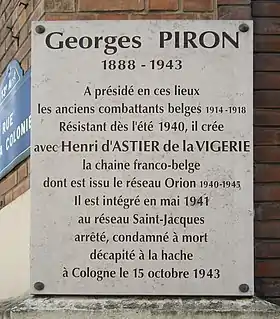 Georges PIRON
1888 - 1943
A présidé en ces lieux
les anciens combattants belges 1914-1918
Résistant dès l'été 1940, il crée
avec Henri d'ASTIER de la VIGERIE
la chaine franco-belge
dont est issu le réseau Orion 1940-1945
Il est intégré en mai 1941
au réseau Saint-Jacques
arrêté, condamné à mort
décapité à la hache
à Cologne le 15 octobre 1943
RUE
COLONIE